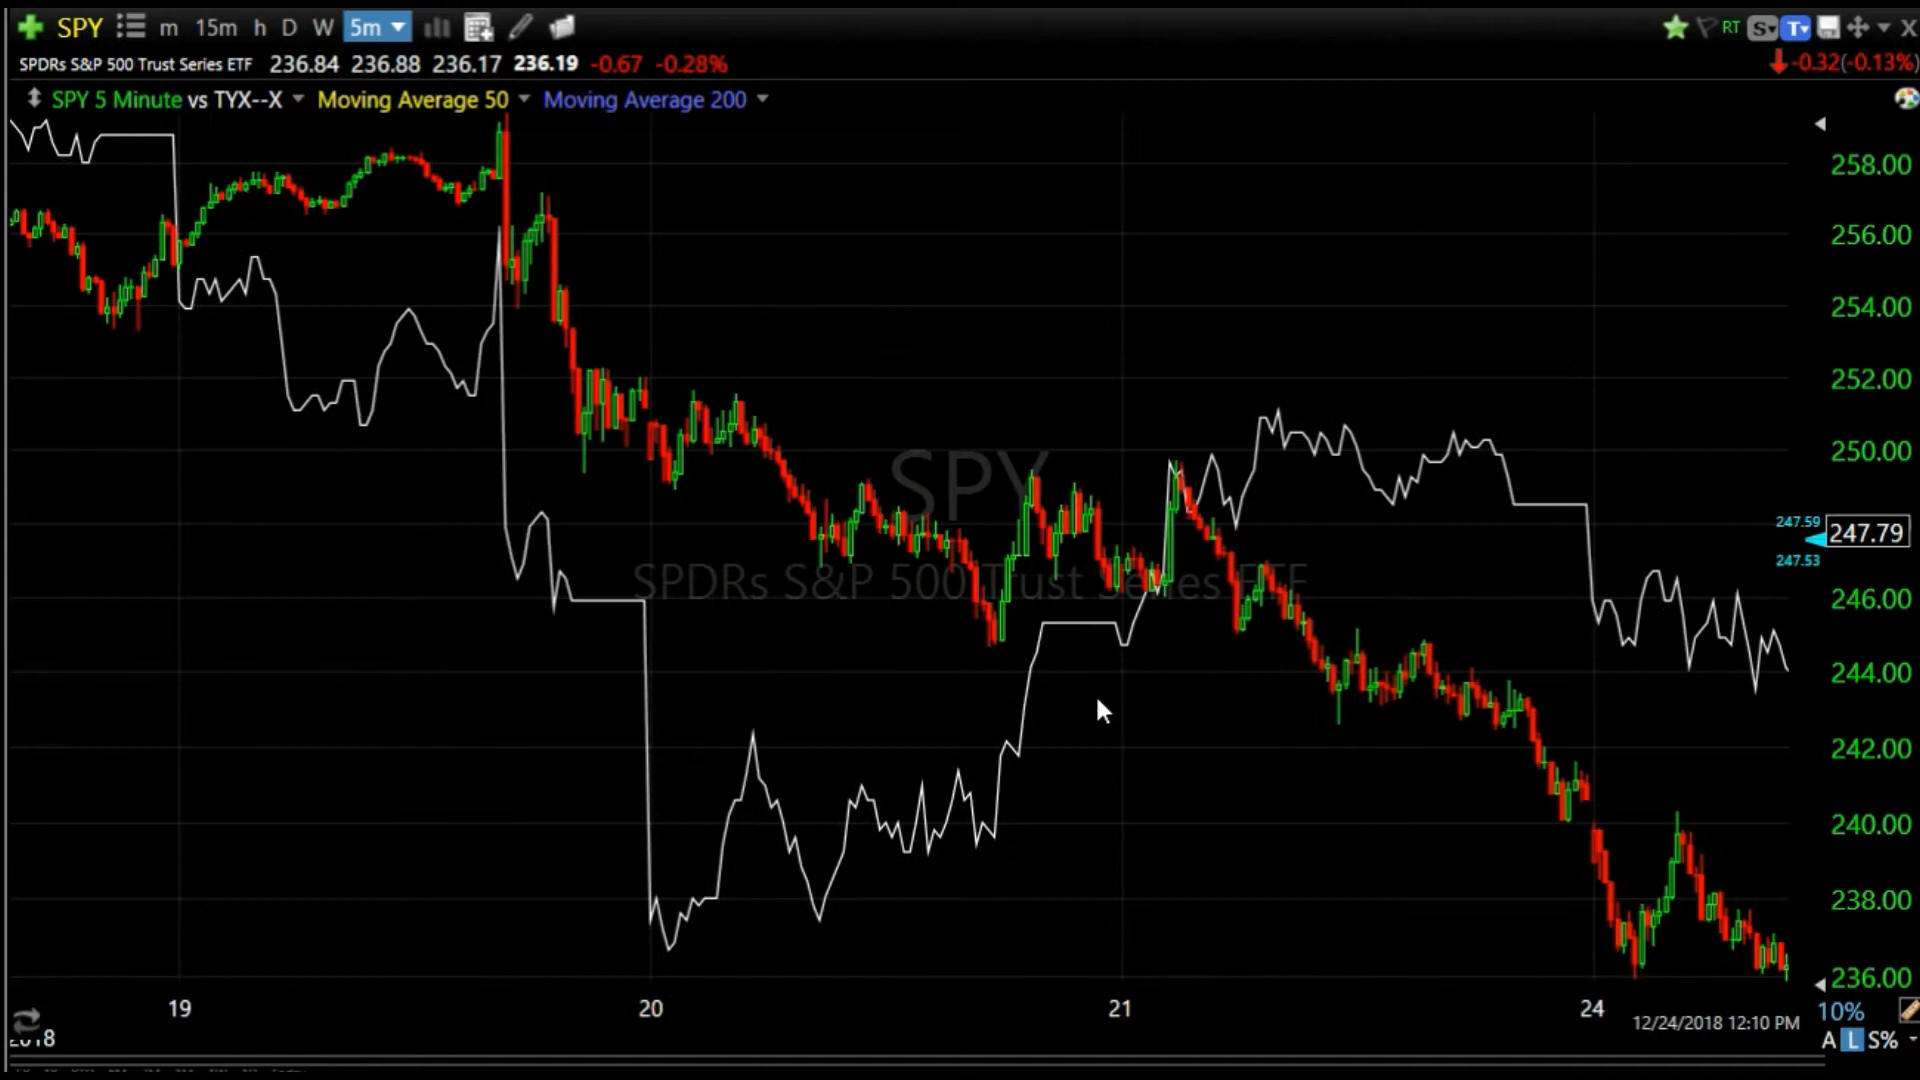 SPY m 15m h D W 5m RT S T X
SPDRs S&P 500 Trust Series ETF 236.84 236.88 236.17 236.19 -0.67 -0.28% -0.32(-0.13%)
SPY 5 Minute vs TYX--X Moving Average 50 Moving Average 200
258.00
256.00
254.00
252.00
250.00
SPY
247.59
247.79
247.53
SPDRs S&P 500 Trust Series ETF
246.00
244.00
242.00
240.00
238.00
236.00
19 20 21 24
10%
12/24/2018 12:10 PM
A L S%